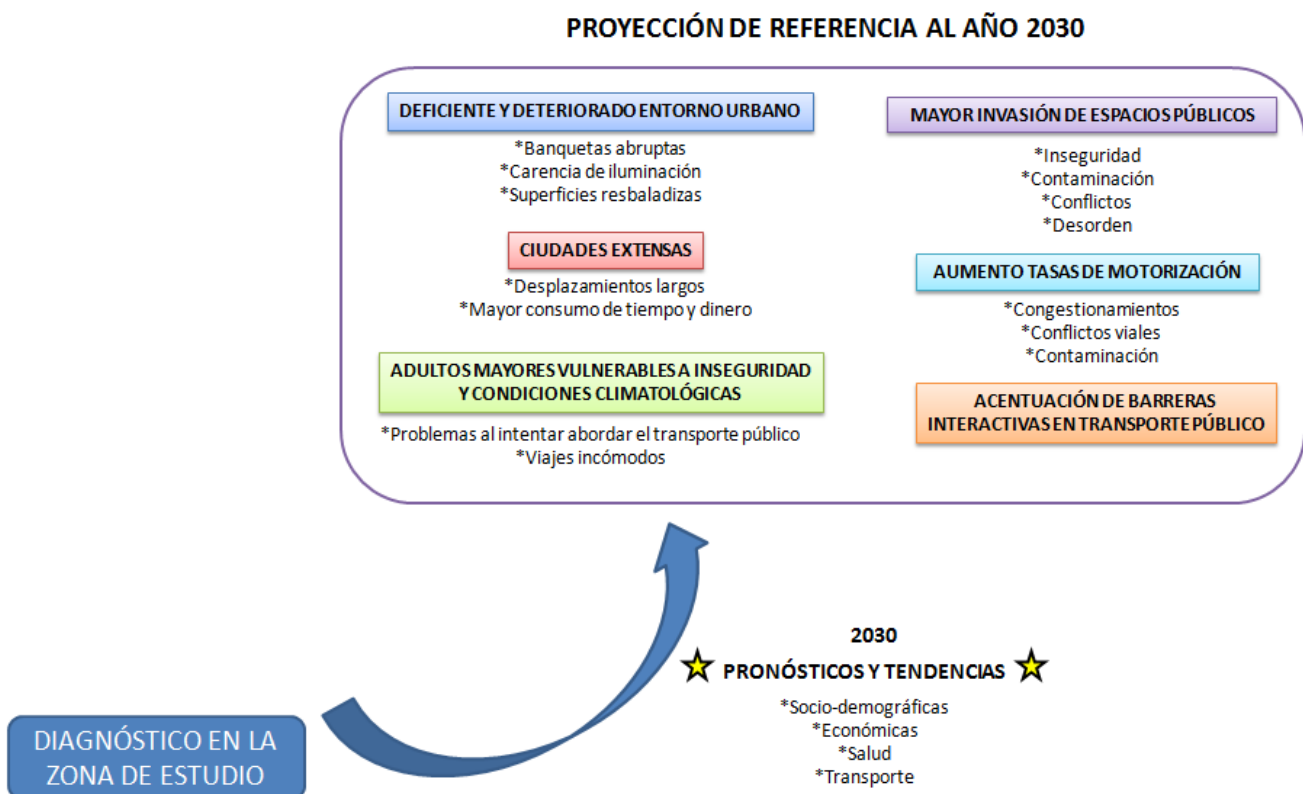 PROYECCIÓN DE REFERENCIA AL AÑO 2030
DEFICIENTE Y DETERIORADO ENTORNO URBANO
*Banquetas abruptas
*Carencia de iluminación
*Superficies resbaladizas
CIUDADES EXTENSAS
*Desplazamientos largos
*Mayor consumo de tiempo y dinero
ADULTOS MAYORES VULNERABLES A INSEGURIDAD
Y CONDICIONES CLIMATOLÓGICAS
*Problemas al intentar abordar el transporte público
*Viajes incómodos
MAYOR INVASIÓN DE ESPACIOS PÚBLICOS
*Inseguridad
*Contaminación
*Conflictos
*Desorden
AUMENTO TASAS DE MOTORIZACIÓN
*Congestionamientos
*Conflictos viales
*Contaminación
ACENTUACIÓN DE BARRERAS
INTERACTIVAS EN TRANSPORTE PÚBLICO
2030
PRONÓSTICOS Y TENDENCIAS
*Socio-demográficas
*Económicas
*Salud
*Transporte
DIAGNÓSTICO EN LA
ZONA DE ESTUDIO